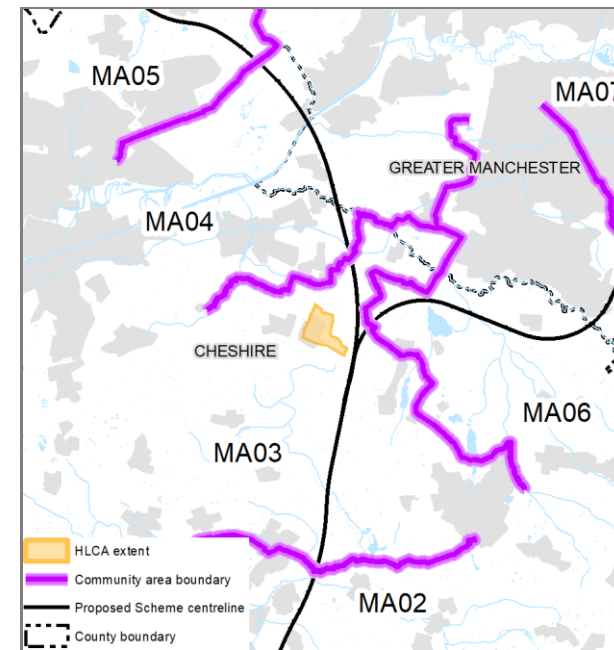 MA05
MA07
GREATER MANCHESTER
MA04
CHESHIRE
MA06
MA03
MA02
HLCA extent
Community area boundary
Proposed Scheme centreline
County boundary